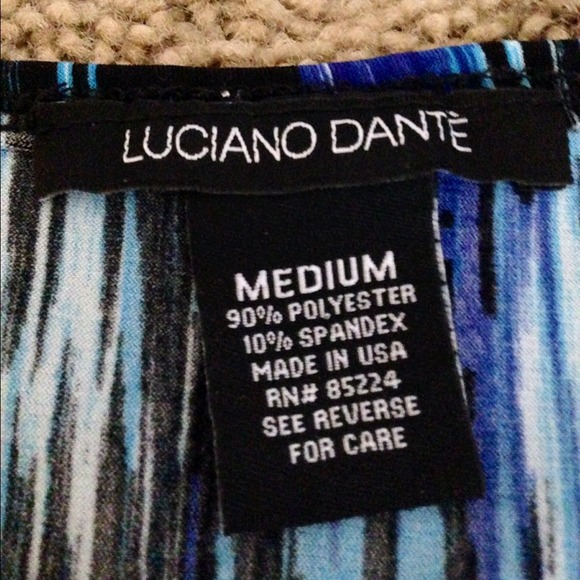 LUCIANO DANTÈ
MEDIUM
90% POLYESTER
10% SPANDEX
MADE IN USA
RN# 85224
SEE REVERSE
FOR CARE